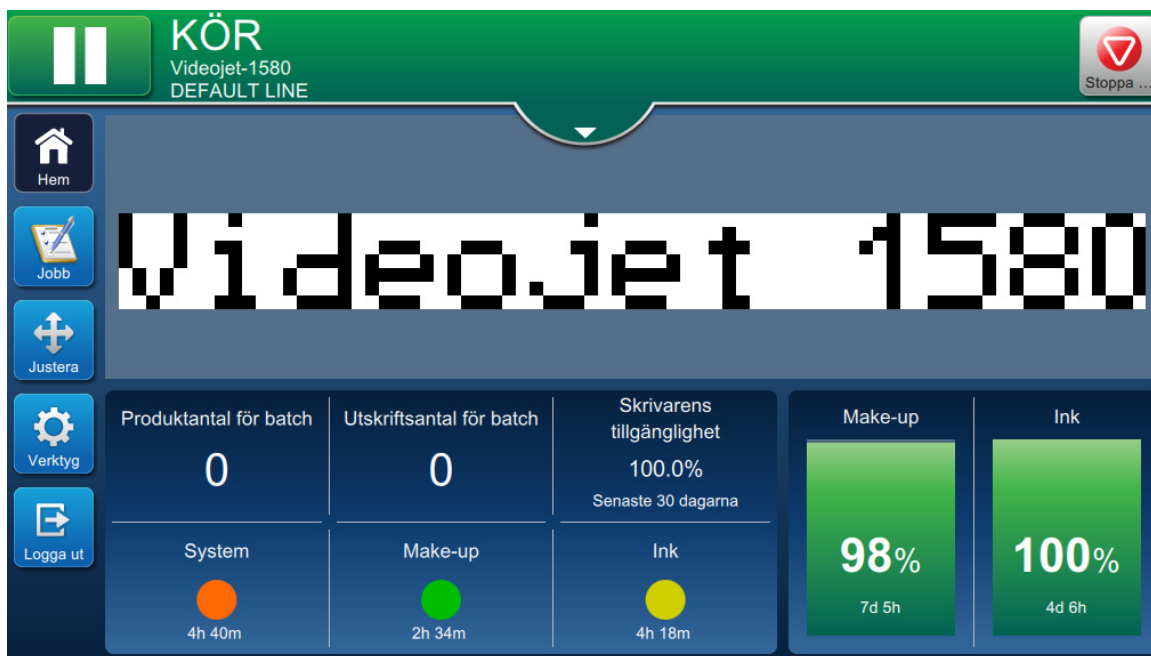 KÖR
Videojet-1580
DEFAULT LINE
Stoppa ...
Hem
Jobb
Justera
Verktyg
Logga ut
Videojet 1580
Produktantal för batch
0
Utskriftsantal för batch
0
Skrivarens
tillgänglighet
100.0%
Senaste 30 dagarna
System
4h 40m
Make-up
2h 34m
Ink
4h 18m
Make-up
98%
7d 5h
Ink
100%
4d 6h